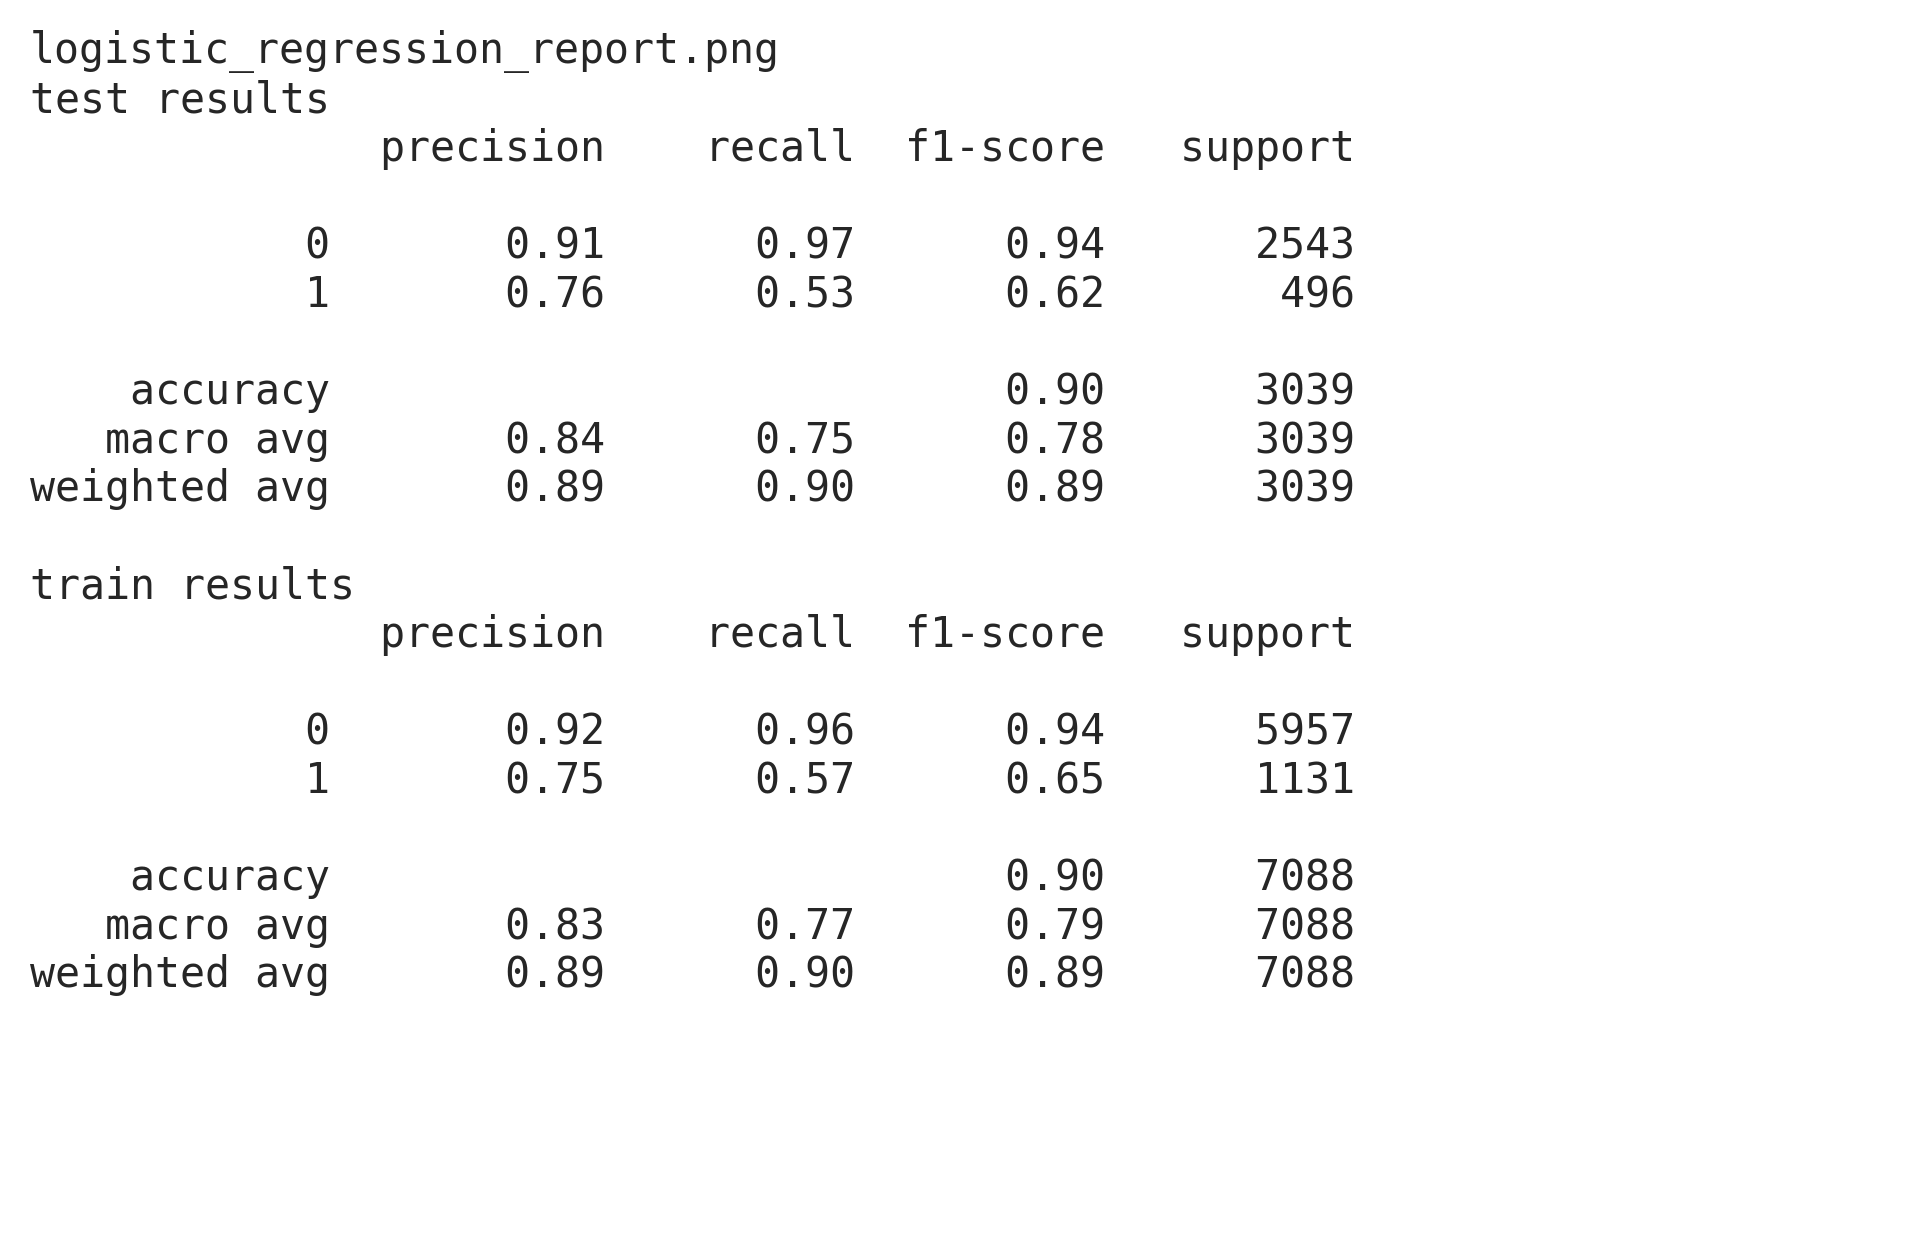 logistic_regression_report.png
test results
              precision    recall  f1-score   support

           0       0.91      0.97      0.94      2543
           1       0.76      0.53      0.62       496

    accuracy                           0.90      3039
   macro avg       0.84      0.75      0.78      3039
weighted avg       0.89      0.90      0.89      3039

train results
              precision    recall  f1-score   support

           0       0.92      0.96      0.94      5957
           1       0.75      0.57      0.65      1131

    accuracy                           0.90      7088
   macro avg       0.83      0.77      0.79      7088
weighted avg       0.89      0.90      0.89      7088